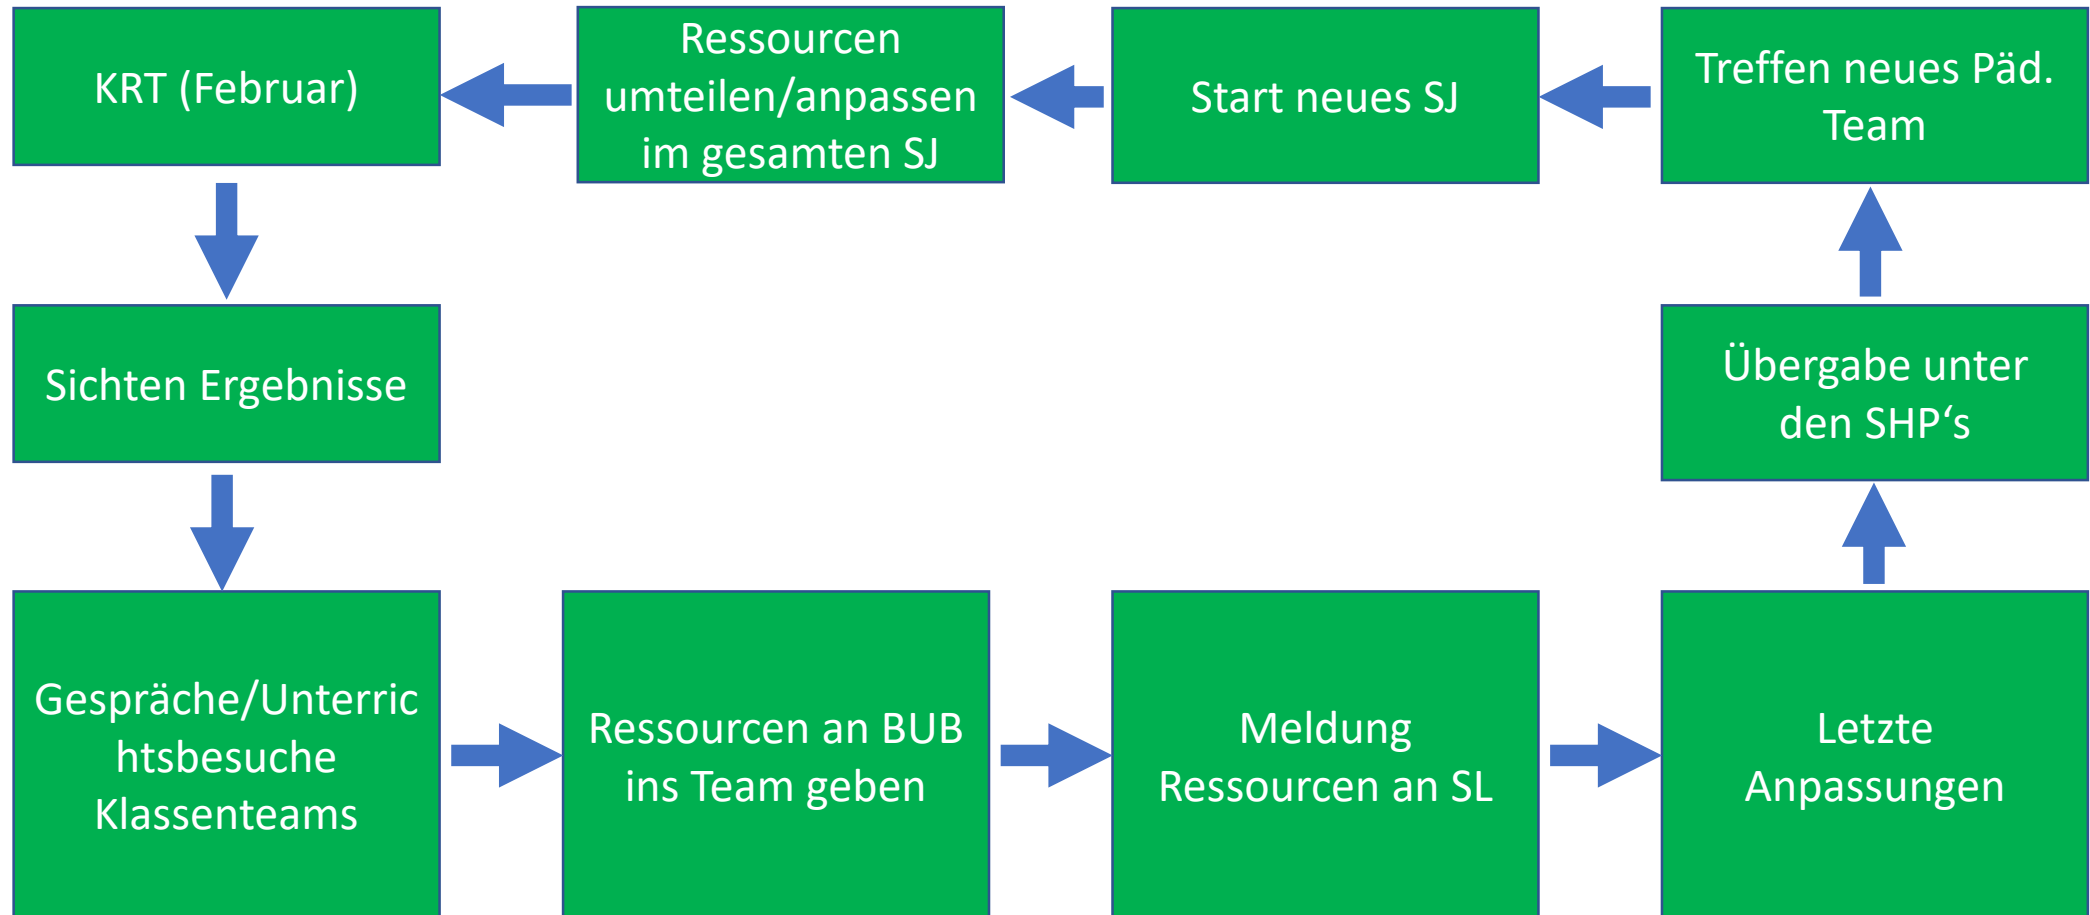 KRT (Februar)
Ressourcen
umteilen/anpassen
im gesamten SJ
Start neues SJ
Treffen neues Päd.
Team
Sichten Ergebnisse
Übergabe unter
den SHP‘s
Gespräche/Unterric
htsbesuche
Klassenteams
Ressourcen an BUB
ins Team geben
Meldung
Ressourcen an SL
Letzte
Anpassungen